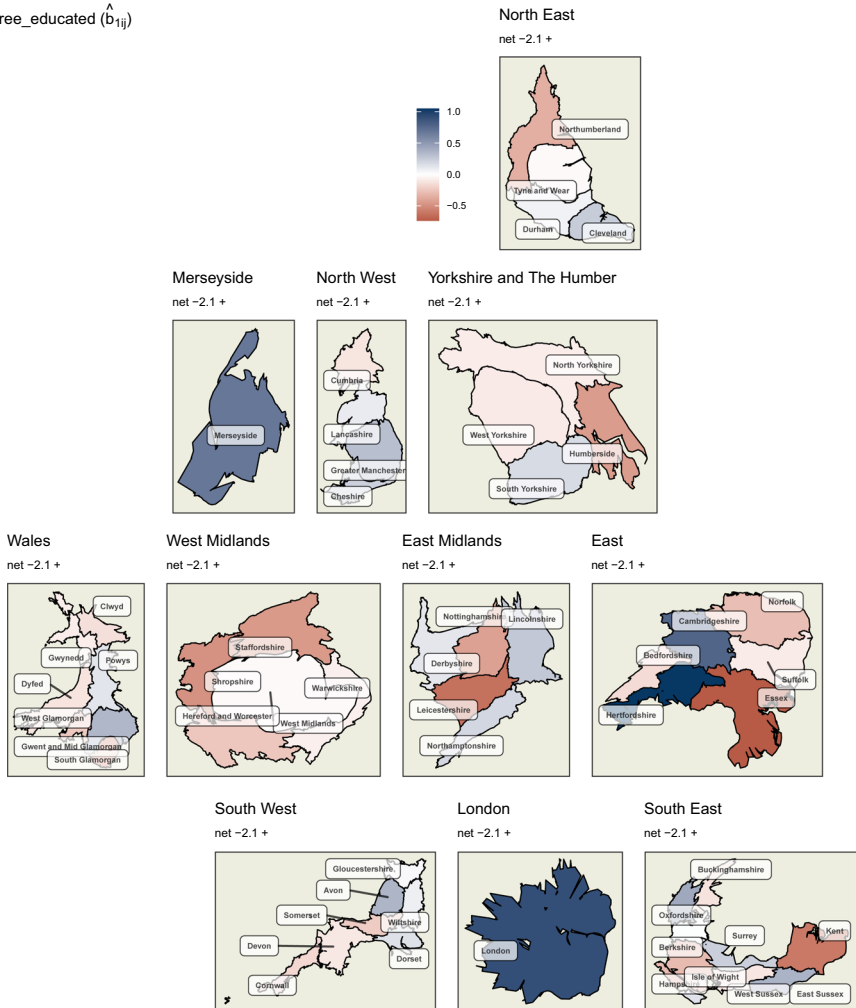 ree_educated (b̂1ij)
North East
net −2.1 +
1.0
0.5
0.0
−0.5
Northumberland
Tyne and Wear
Durham
Cleveland
Merseyside
net −2.1 +
Merseyside
North West
net −2.1 +
Cumbria
Lancashire
Greater Manchester
Cheshire
Yorkshire and The Humber
net −2.1 +
North Yorkshire
West Yorkshire
Humberside
South Yorkshire
Wales
net −2.1 +
Clwyd
Gwynedd
Powys
Dyfed
West Glamorgan
Gwent and Mid Glamorgan
South Glamorgan
West Midlands
net −2.1 +
Staffordshire
Shropshire
Warwickshire
Hereford and Worcester
West Midlands
East Midlands
net −2.1 +
Nottinghamshire
Lincolnshire
Derbyshire
Leicestershire
Northamptonshire
East
net −2.1 +
Norfolk
Cambridgeshire
Bedfordshire
Suffolk
Essex
Hertfordshire
South West
net −2.1 +
Gloucestershire
Avon
Somerset
Wiltshire
Devon
Dorset
Cornwall
London
net −2.1 +
London
South East
net −2.1 +
Buckinghamshire
Oxfordshire
Kent
Surrey
Berkshire
Isle of Wight
Hampshire
West Sussex
East Sussex